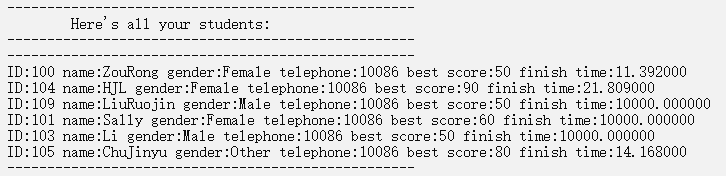 ---------------------------------------------------
Here's all your students:
---------------------------------------------------
---------------------------------------------------
ID:100 name:ZouRong gender:Female telephone:10086 best score:50 finish time:11.392000
ID:104 name:HJL gender:Female telephone:10086 best score:90 finish time:21.809000
ID:109 name:LiuRuojin gender:Male telephone:10086 best score:50 finish time:10000.000000
ID:101 name:Sally gender:Female telephone:10086 best score:60 finish time:10000.000000
ID:103 name:Li gender:Male telephone:10086 best score:50 finish time:10000.000000
ID:105 name:ChuJinyu gender:Other telephone:10086 best score:80 finish time:14.168000
---------------------------------------------------